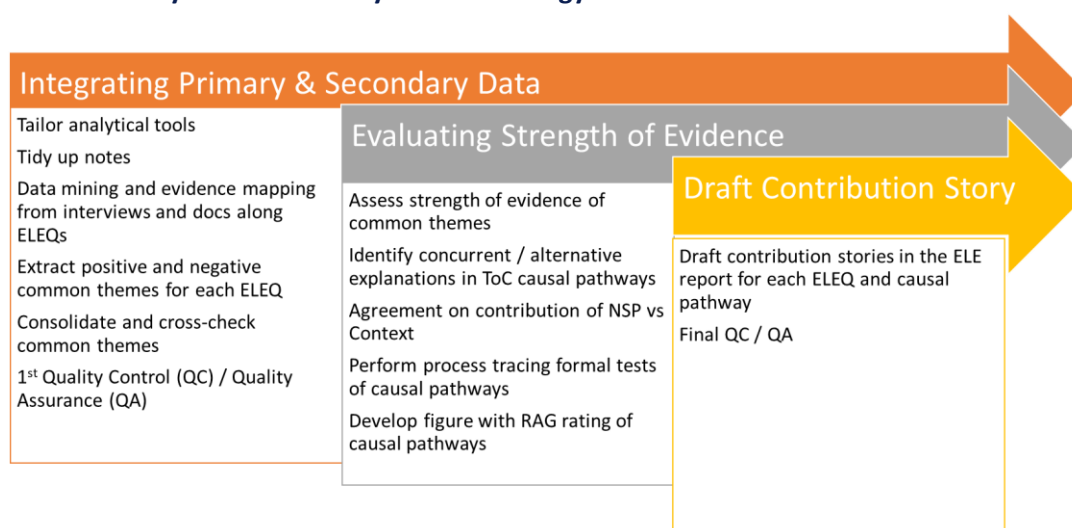 Integrating Primary & Secondary Data
Tailor analytical tools
Tidy up notes
Data mining and evidence mapping
from interviews and docs along
ELEQs
Extract positive and negative
common themes for each ELEQ
Consolidate and cross-check
common themes
1st Quality Control (QC) / Quality
Assurance (QA)
Evaluating Strength of Evidence
Assess strength of evidence of
common themes
Identify concurrent / alternative
explanations in ToC causal pathways
Agreement on contribution of NSP vs
Context
Perform process tracing formal tests
of causal pathways
Develop figure with RAG rating of
causal pathways
Draft Contribution Story
Draft contribution stories in the ELE
report for each ELEQ and causal
pathway
Final QC / QA